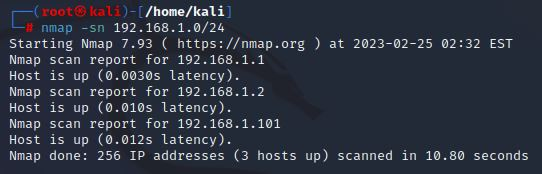 ┌──(root㉿kali)-[/home/kali]
└─# nmap -sn 192.168.1.0/24
Starting Nmap 7.93 ( https://nmap.org ) at 2023-02-25 02:32 EST
Nmap scan report for 192.168.1.1
Host is up (0.0030s latency).
Nmap scan report for 192.168.1.2
Host is up (0.010s latency).
Nmap scan report for 192.168.1.101
Host is up (0.012s latency).
Nmap done: 256 IP addresses (3 hosts up) scanned in 10.80 seconds